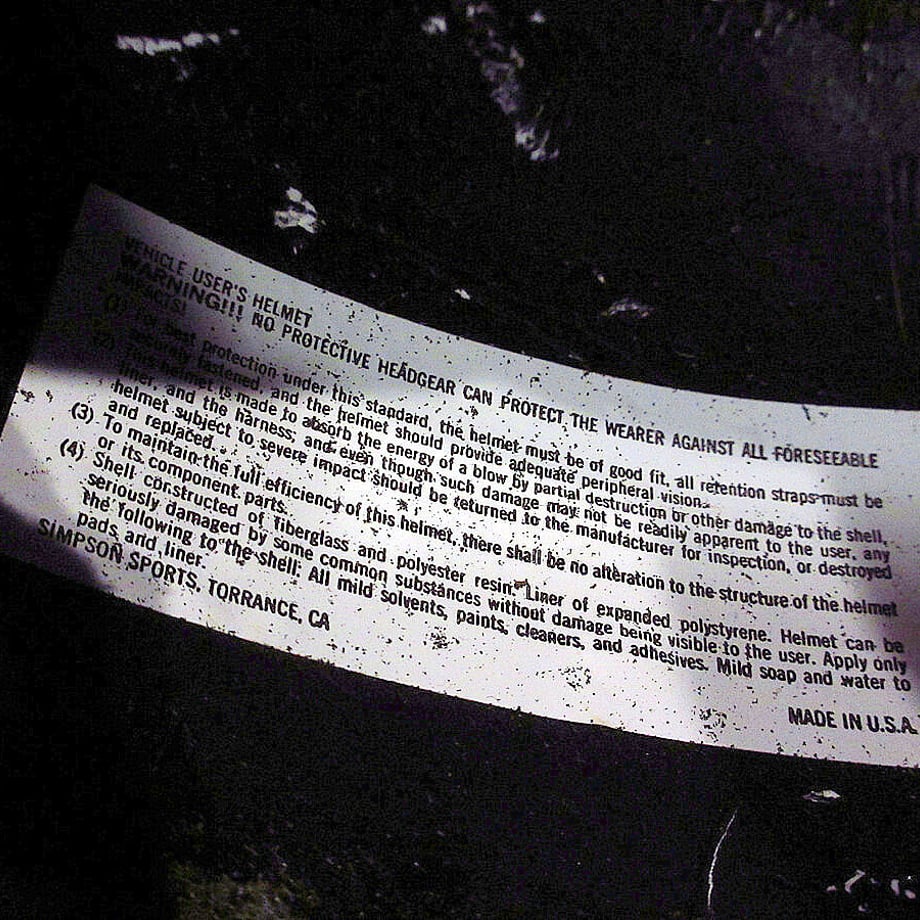 VEHICLE USER'S HELMET
WARNING!!! NO PROTECTIVE HEADGEAR CAN PROTECT THE WEARER AGAINST ALL FORESEEABLE
IMPACTS!
(1) For best protection under this standard, the helmet must be of good fit, all retention straps must be
securely fastened, and the helmet should provide adequate peripheral vision.
(2) This helmet is made to absorb the energy of a blow by partial destruction or other damage to the shell,
liner, and the harness; and even though such damage may not be readily apparent to the user, any
helmet subject to severe impact should be returned to the manufacturer for inspection, or destroyed
and replaced.
(3) To maintain the full efficiency of this helmet, there shall be no alteration to the structure of the helmet
or its component parts.
(4) Shell constructed of fiberglass and polyester resin. Liner of expanded polystyrene. Helmet can be
seriously damaged by some common substances without damage being visible to the user. Apply only
the following to the shell: All mild solvents, paints, cleaners, and adhesives. Mild soap and water to
pads and liner.
SIMPSON SPORTS, TORRANCE, CA
MADE IN U.S.A.